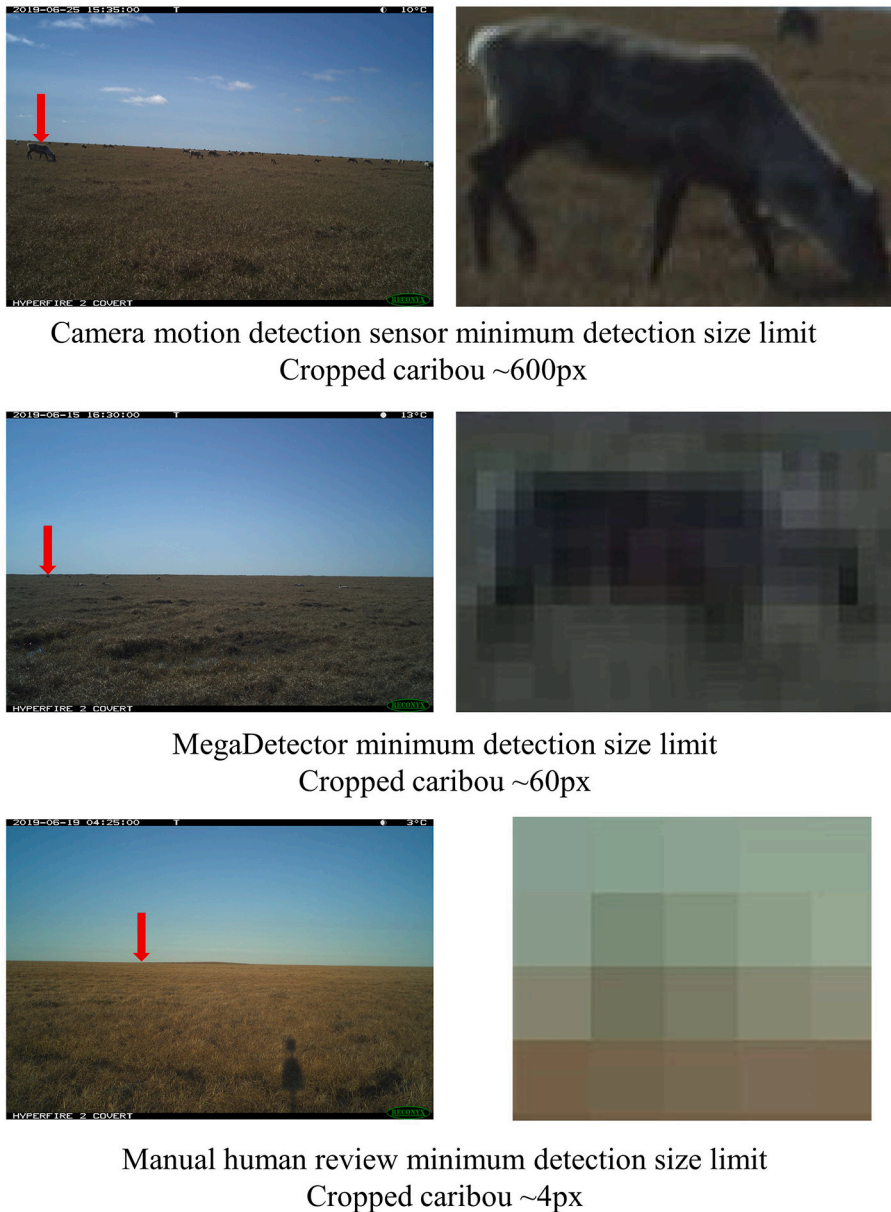 2019-06-25 15:35:00 T 10°C
HYPERFIRE 2 COVERT RECONYX
Camera motion detection sensor minimum detection size limit
Cropped caribou ~600px
2019-06-15 16:30:00 T 13°C
HYPERFIRE 2 COVERT RECONYX
MegaDetector minimum detection size limit
Cropped caribou ~60px
2019-06-19 04:25:00 T 3°C
HYPERFIRE 2 COVERT RECONYX
Manual human review minimum detection size limit
Cropped caribou ~4px